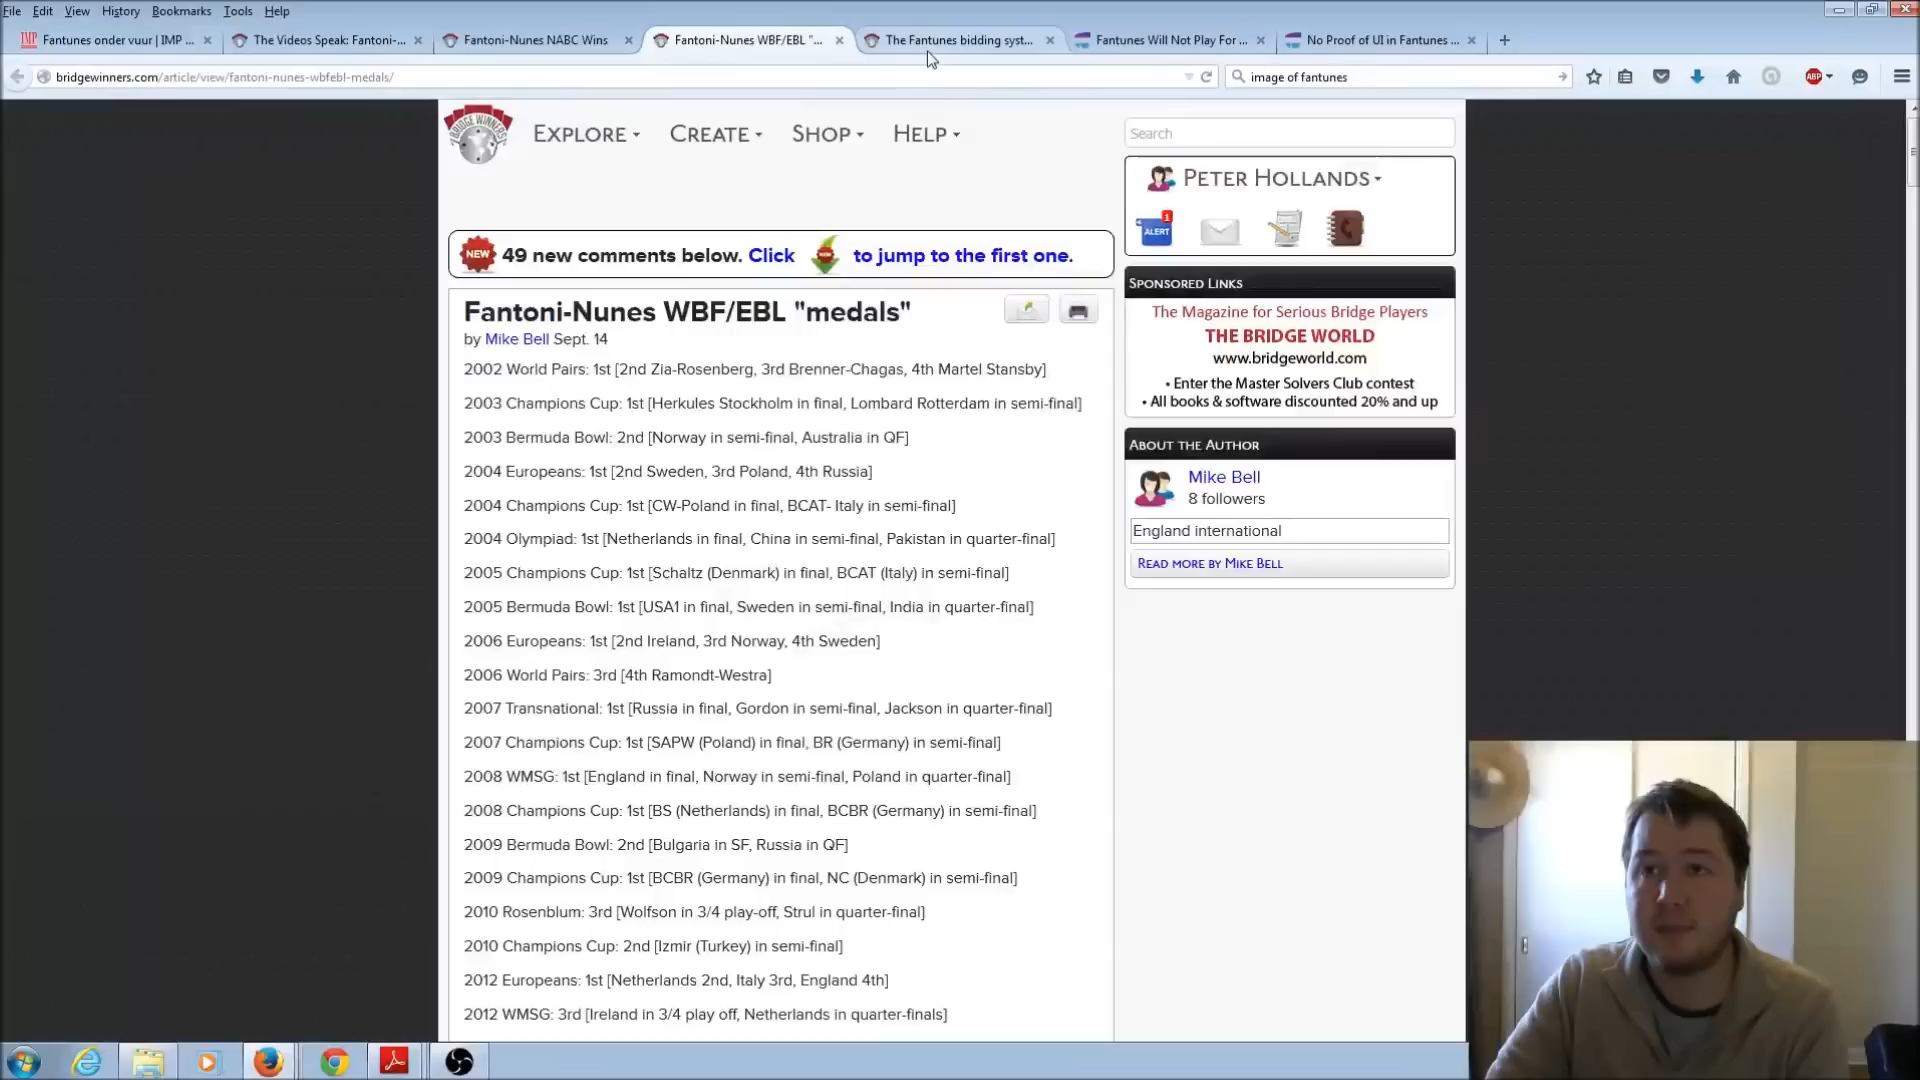 File Edit View History Bookmarks Tools Help
Fantunes onder vuur | IMP ... The Videos Speak: Fantoni-... Fantoni-Nunes NABC Wins Fantoni-Nunes WBF/EBL "... The Fantunes bidding syst... Fantunes Will Not Play For ... No Proof of UI in Fantunes ...
bridgewinners.com/article/view/fantoni-nunes-wbfebl-medals/
image of fantunes
ABP
BRIDGE WINNERS
EXPLORE CREATE SHOP HELP
Search
PETER HOLLANDS
1
ALERT
NEW 49 new comments below. Click to jump to the first one.
Fantoni-Nunes WBF/EBL "medals"
by Mike Bell Sept. 14
2002 World Pairs: 1st [2nd Zia-Rosenberg, 3rd Brenner-Chagas, 4th Martel Stansby]
2003 Champions Cup: 1st [Herkules Stockholm in final, Lombard Rotterdam in semi-final]
2003 Bermuda Bowl: 2nd [Norway in semi-final, Australia in QF]
2004 Europeans: 1st [2nd Sweden, 3rd Poland, 4th Russia]
2004 Champions Cup: 1st [CW-Poland in final, BCAT- Italy in semi-final]
2004 Olympiad: 1st [Netherlands in final, China in semi-final, Pakistan in quarter-final]
2005 Champions Cup: 1st [Schaltz (Denmark) in final, BCAT (Italy) in semi-final]
2005 Bermuda Bowl: 1st [USA1 in final, Sweden in semi-final, India in quarter-final]
2006 Europeans: 1st [2nd Ireland, 3rd Norway, 4th Sweden]
2006 World Pairs: 3rd [4th Ramondt-Westra]
2007 Transnational: 1st [Russia in final, Gordon in semi-final, Jackson in quarter-final]
2007 Champions Cup: 1st [SAPW (Poland) in final, BR (Germany) in semi-final]
2008 WMSG: 1st [England in final, Norway in semi-final, Poland in quarter-final]
2008 Champions Cup: 1st [BS (Netherlands) in final, BCBR (Germany) in semi-final]
2009 Bermuda Bowl: 2nd [Bulgaria in SF, Russia in QF]
2009 Champions Cup: 1st [BCBR (Germany) in final, NC (Denmark) in semi-final]
2010 Rosenblum: 3rd [Wolfson in 3/4 play-off, Strul in quarter-final]
2010 Champions Cup: 2nd [Izmir (Turkey) in semi-final]
2012 Europeans: 1st [Netherlands 2nd, Italy 3rd, England 4th]
2012 WMSG: 3rd [Ireland in 3/4 play off, Netherlands in quarter-finals]
SPONSORED LINKS
The Magazine for Serious Bridge Players
THE BRIDGE WORLD
www.bridgeworld.com
• Enter the Master Solvers Club contest
• All books & software discounted 20% and up
ABOUT THE AUTHOR
Mike Bell
8 followers
England international
READ MORE BY MIKE BELL